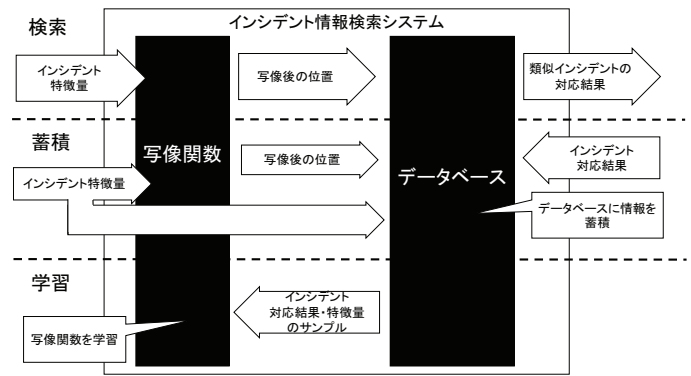 インシデント情報検索システム
検索
インシデント
特徴量
写像後の位置
類似インシデントの
対応結果
蓄積
写像関数
写像後の位置
データベース
インシデント
対応結果
インシデント特徴量
データベースに情報を
蓄積
学習
インシデント
対応結果・特徴量
のサンプル
写像関数を学習